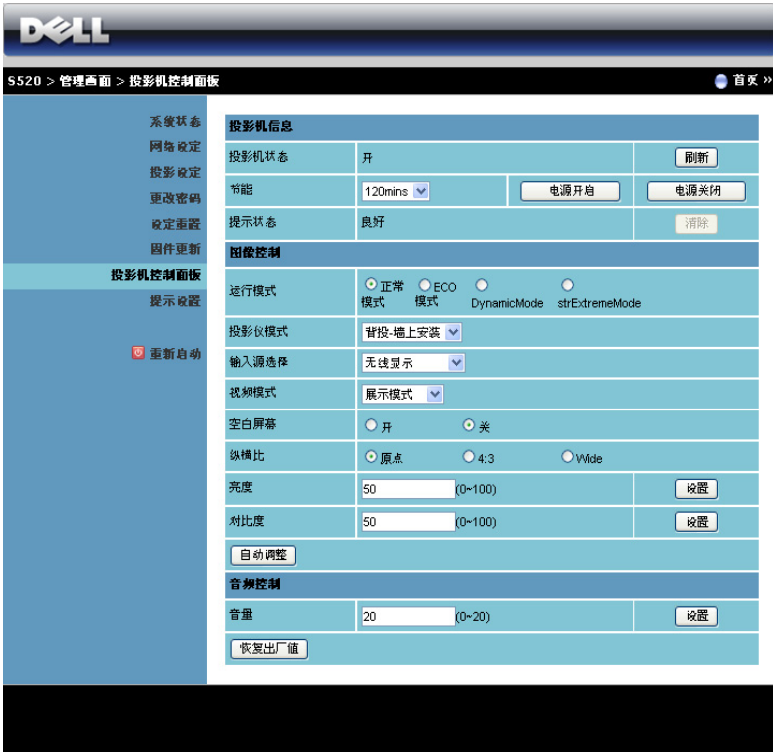 DELL
S520 > 管理画面 > 投影机控制面板
首页 »
系统状态
网络设定
投影设定
更改密码
设定重置
固件更新
投影机控制面板
提示设置
重新启动
投影机信息
投影机状态 开 刷新
节能 120mins 电源开启 电源关闭
提示状态 良好 清除
图像控制
运行模式 正常模式 ECO模式 DynamicMode strExtremeMode
投影仪模式 背投-墙上安装
输入源选择 无线显示
视频模式 展示模式
空白屏幕 开 关
纵横比 原点 4:3 Wide
亮度 50 (0~100) 设置
对比度 50 (0~100) 设置
自动调整
音频控制
音量 20 (0~20) 设置
恢复出厂值